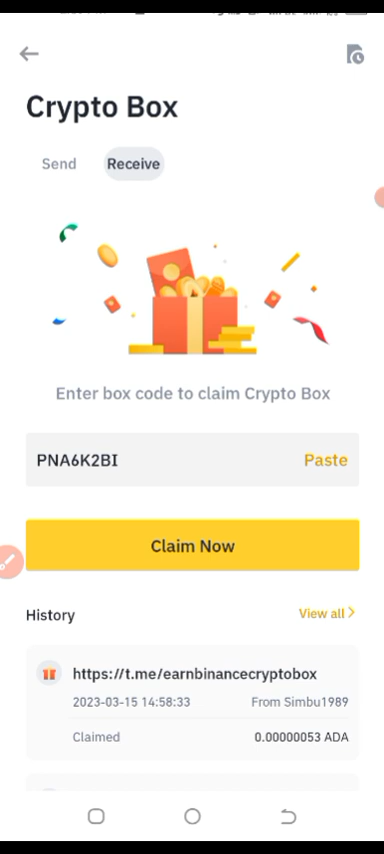 Crypto Box
Send Receive
Enter box code to claim Crypto Box
PNA6K2BI Paste
Claim Now
History View all
https://t.me/earnbinancecryptobox
2023-03-15 14:58:33 From Simbu1989
Claimed 0.00000053 ADA